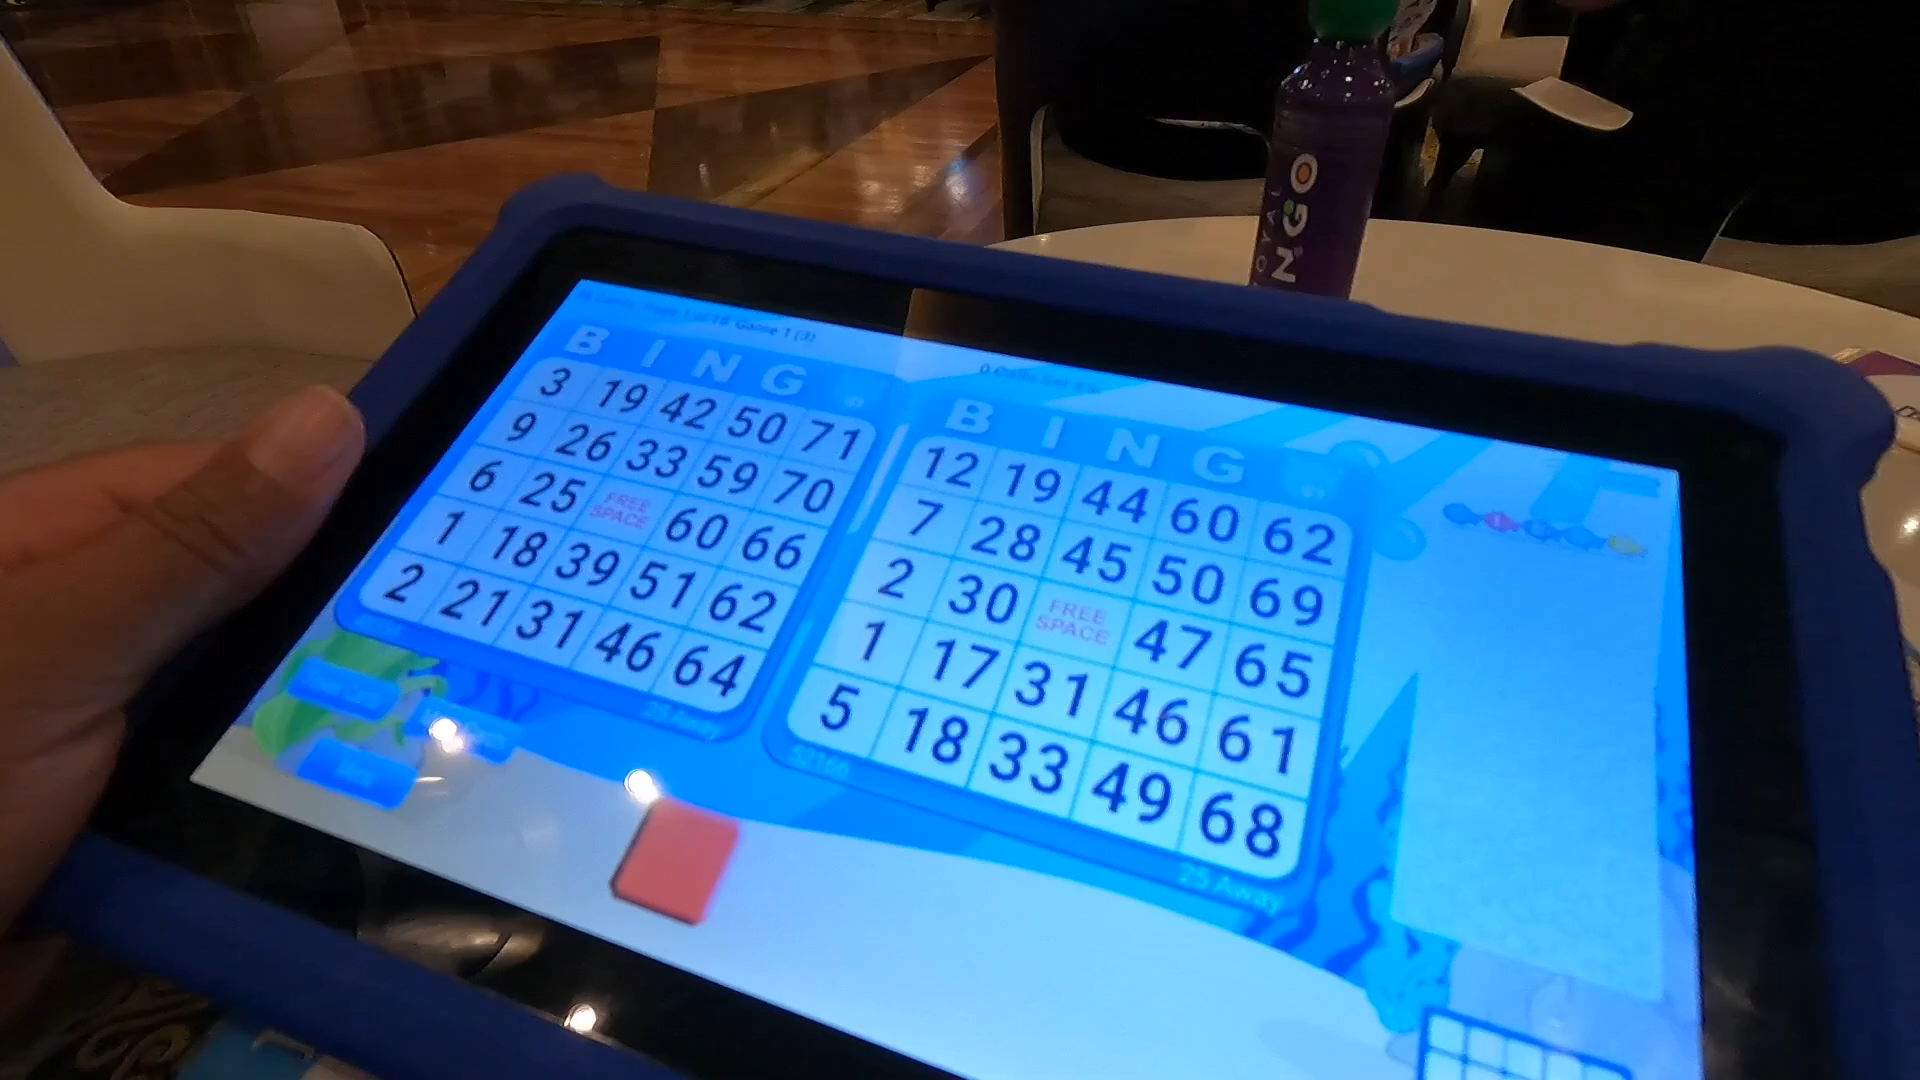 Game 1 (3)
B I N G
3 19 42 50 71
9 26 33 59 70
6 25 FREE SPACE 60 66
1 18 39 51 62
2 21 31 46 64
25 Away
B I N G
12 19 44 60 62
7 28 45 50 69
2 30 FREE SPACE 47 65
1 17 31 46 61
5 18 33 49 68
25 Away
NGO